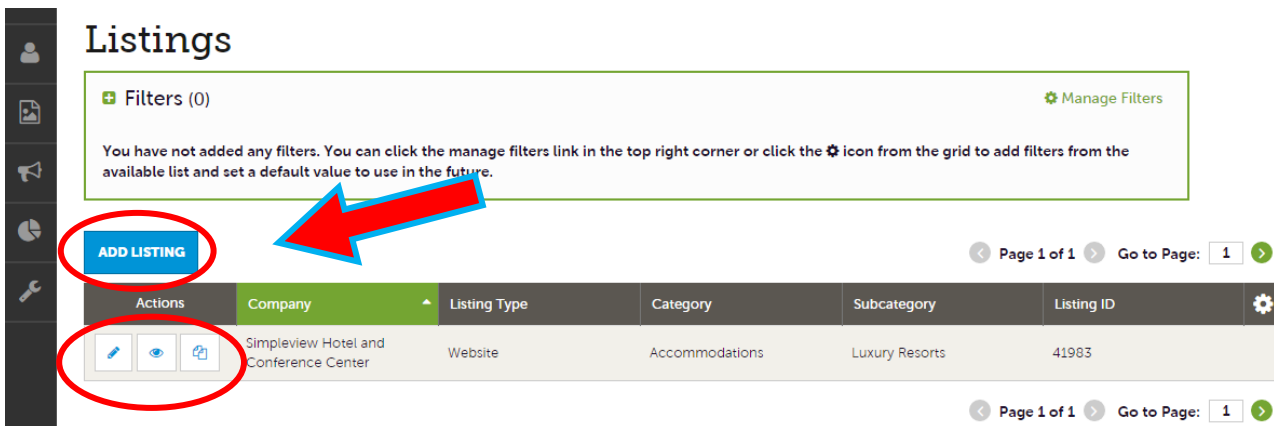 Listings
Filters (0)
Manage Filters
You have not added any filters. You can click the manage filters link in the top right corner or click the icon from the grid to add filters from the
available list and set a default value to use in the future.
ADD LISTING
Page 1 of 1 Go to Page: 1
Actions Company Listing Type Category Subcategory Listing ID
Simpleview Hotel and
Conference Center
Website Accommodations Luxury Resorts 41983
Page 1 of 1 Go to Page: 1